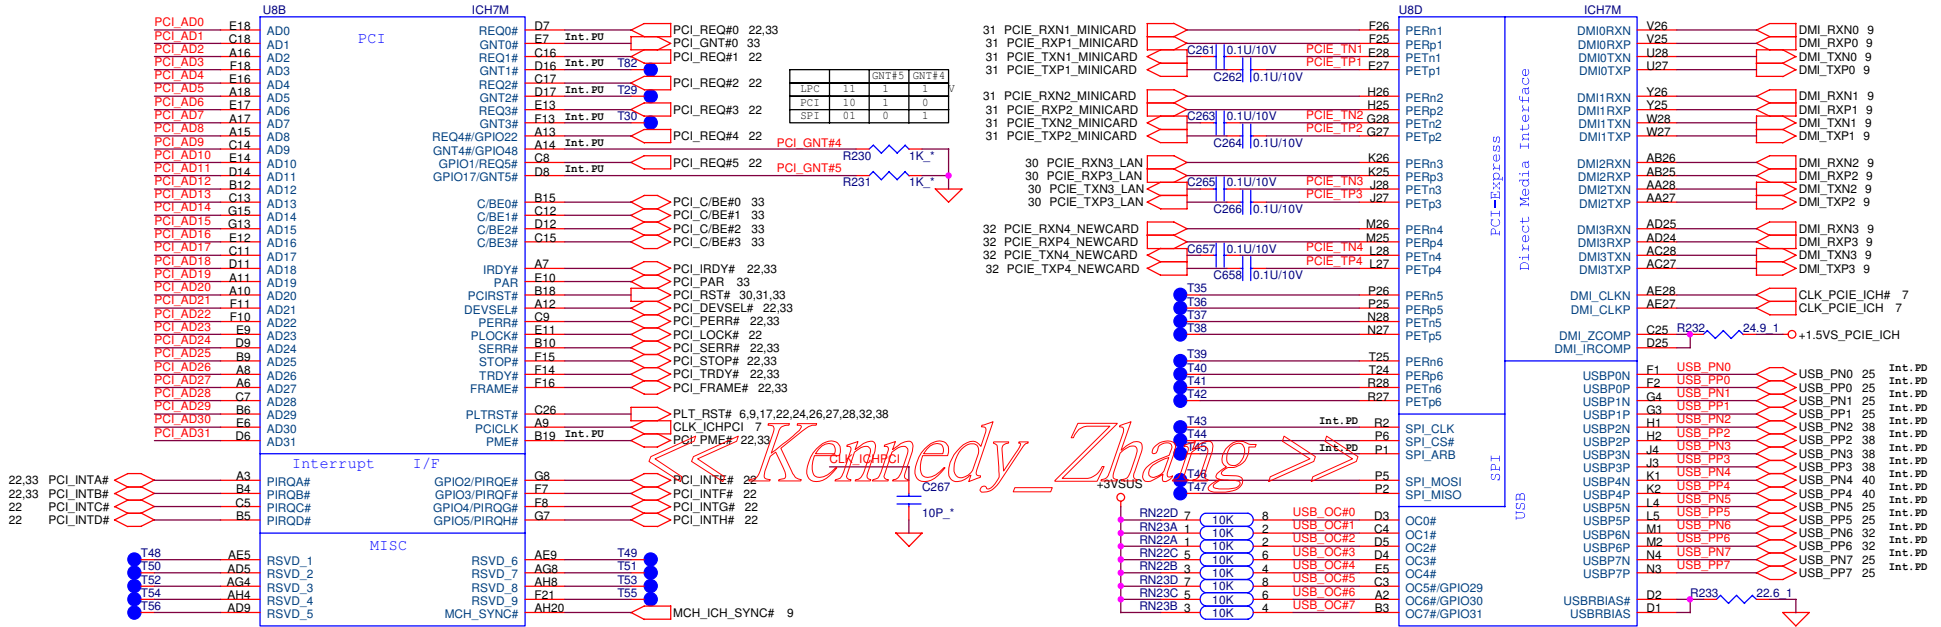 U8B ICH7M
PCI
PCI_AD0 E18 AD0
PCI_AD1 C18 AD1
PCI_AD2 A16 AD2
PCI_AD3 F18 AD3
PCI_AD4 E16 AD4
PCI_AD5 A18 AD5
PCI_AD6 E17 AD6
PCI_AD7 A17 AD7
PCI_AD8 A15 AD8
PCI_AD9 C14 AD9
PCI_AD10 E14 AD10
PCI_AD11 D14 AD11
PCI_AD12 B12 AD12
PCI_AD13 C13 AD13
PCI_AD14 G15 AD14
PCI_AD15 G13 AD15
PCI_AD16 E12 AD16
PCI_AD17 C11 AD17
PCI_AD18 D11 AD18
PCI_AD19 A11 AD19
PCI_AD20 A10 AD20
PCI_AD21 F11 AD21
PCI_AD22 F10 AD22
PCI_AD23 E9 AD23
PCI_AD24 D9 AD24
PCI_AD25 B9 AD25
PCI_AD26 A8 AD26
PCI_AD27 A6 AD27
PCI_AD28 C7 AD28
PCI_AD29 B6 AD29
PCI_AD30 E6 AD30
PCI_AD31 D6 AD31
REQ0# D7 PCI_REQ#0 22,33
GNT0# E7 Int.PU PCI_GNT#0 33
REQ1# C16 PCI_REQ#1 22
GNT1# D16 Int.PU T82
REQ2# C17 PCI_REQ#2 22
GNT2# D17 Int.PU T29
REQ3# E13 PCI_REQ#3 22
GNT3# F13 Int.PU T30
REQ4#/GPIO22 A13 PCI_REQ#4 22
GNT4#/GPIO48 A14 Int.PU PCI_GNT#4 R230 1K_*
GPIO1/REQ5# C8 PCI_REQ#5 22
GPIO17/GNT5# D8 Int.PU PCI_GNT#5 R231 1K_*
C/BE0# B15 PCI_C/BE#0 33
C/BE1# C12 PCI_C/BE#1 33
C/BE2# D12 PCI_C/BE#2 33
C/BE3# C15 PCI_C/BE#3 33
IRDY# A7 PCI_IRDY# 22,33
PAR E10 PCI_PAR 33
PCIRST# B18 PCI_RST# 30,31,33
DEVSEL# A12 PCI_DEVSEL# 22,33
PERR# C9 PCI_PERR# 22,33
PLOCK# E11 PCI_LOCK# 22
SERR# B10 PCI_SERR# 22,33
STOP# F15 PCI_STOP# 22,33
TRDY# F14 PCI_TRDY# 22,33
FRAME# F16 PCI_FRAME# 22,33
PLTRST# C26 PLT_RST# 6,9,17,22,24,26,27,28,32,38
PCICLK A9 CLK_ICHPCI 7
PME# B19 Int.PU PCI_PME# 22,33
GNT#5 GNT#4
LPC 11 1 1 V
PCI 10 1 0
SPI 01 0 1
Interrupt I/F
22,33 PCI_INTA# A3 PIRQA# GPIO2/PIRQE# G8 PCI_INTE# 22
22,33 PCI_INTB# B4 PIRQB# GPIO3/PIRQF# F7 PCI_INTF# 22
22 PCI_INTC# C5 PIRQC# GPIO4/PIRQG# F8 PCI_INTG# 22
22 PCI_INTD# B5 PIRQD# GPIO5/PIRQH# G7 PCI_INTH# 22
CLK_ICHPCI
C267
10P_*
MISC
T48 AE5 RSVD_1 RSVD_6 AE9 T49
T50 AD5 RSVD_2 RSVD_7 AG8 T51
T52 AG4 RSVD_3 RSVD_8 AH8 T53
T54 AH4 RSVD_4 RSVD_9 F21 T55
T56 AD9 RSVD_5 MCH_SYNC# AH20 MCH_ICH_SYNC# 9
<< Kennedy_Zhang >>
U8D ICH7M
PCI-Express
Direct Media Interface
31 PCIE_RXN1_MINICARD F26 PERn1
31 PCIE_RXP1_MINICARD F25 PERp1
31 PCIE_TXN1_MINICARD C261 0.1U/10V PCIE_TN1 E28 PETn1
31 PCIE_TXP1_MINICARD C262 0.1U/10V PCIE_TP1 E27 PETp1
31 PCIE_RXN2_MINICARD H26 PERn2
31 PCIE_RXP2_MINICARD H25 PERp2
31 PCIE_TXN2_MINICARD C263 0.1U/10V PCIE_TN2 G28 PETn2
31 PCIE_TXP2_MINICARD C264 0.1U/10V PCIE_TP2 G27 PETp2
30 PCIE_RXN3_LAN K26 PERn3
30 PCIE_RXP3_LAN K25 PERp3
30 PCIE_TXN3_LAN C265 0.1U/10V PCIE_TN3 J28 PETn3
30 PCIE_TXP3_LAN C266 0.1U/10V PCIE_TP3 J27 PETp3
32 PCIE_RXN4_NEWCARD M26 PERn4
32 PCIE_RXP4_NEWCARD M25 PERp4
32 PCIE_TXN4_NEWCARD C657 0.1U/10V PCIE_TN4 L28 PETn4
32 PCIE_TXP4_NEWCARD C658 0.1U/10V PCIE_TP4 L27 PETp4
T35 P26 PERn5
T36 P25 PERp5
T37 N28 PETn5
T38 N27 PETp5
T39 T25 PERn6
T40 T24 PERp6
T41 R28 PETn6
T42 R27 PETp6
SPI
T43 Int.PD R2 SPI_CLK
T44 P6 SPI_CS#
T45 Int.PD P1 SPI_ARB
T46 P5 SPI_MOSI
T47 P2 SPI_MISO
+3VSUS
RN22D 7 10K 8 USB_OC#0 D3 OC0#
RN23A 1 10K 2 USB_OC#1 C4 OC1#
RN22A 1 10K 2 USB_OC#2 D5 OC2#
RN22C 5 10K 6 USB_OC#3 D4 OC3#
RN22B 3 10K 4 USB_OC#4 E5 OC4#
RN23D 7 10K 8 USB_OC#5 C3 OC5#/GPIO29
RN23C 5 10K 6 USB_OC#6 A2 OC6#/GPIO30
RN23B 3 10K 4 USB_OC#7 B3 OC7#/GPIO31
DMI0RXN V26 DMI_RXN0 9
DMI0RXP V25 DMI_RXP0 9
DMI0TXN U28 DMI_TXN0 9
DMI0TXP U27 DMI_TXP0 9
DMI1RXN Y26 DMI_RXN1 9
DMI1RXP Y25 DMI_RXP1 9
DMI1TXN W28 DMI_TXN1 9
DMI1TXP W27 DMI_TXP1 9
DMI2RXN AB26 DMI_RXN2 9
DMI2RXP AB25 DMI_RXP2 9
DMI2TXN AA28 DMI_TXN2 9
DMI2TXP AA27 DMI_TXP2 9
DMI3RXN AD25 DMI_RXN3 9
DMI3RXP AD24 DMI_RXP3 9
DMI3TXN AC28 DMI_TXN3 9
DMI3TXP AC27 DMI_TXP3 9
DMI_CLKN AE28 CLK_PCIE_ICH# 7
DMI_CLKP AE27 CLK_PCIE_ICH 7
DMI_ZCOMP C25 R232 24.9_1 +1.5VS_PCIE_ICH
DMI_IRCOMP D25
USB
USBP0N F1 USB_PN0 USB_PN0 25 Int.PD
USBP0P F2 USB_PP0 USB_PP0 25 Int.PD
USBP1N G4 USB_PN1 USB_PN1 25 Int.PD
USBP1P G3 USB_PP1 USB_PP1 25 Int.PD
USBP2N H1 USB_PN2 USB_PN2 38 Int.PD
USBP2P H2 USB_PP2 USB_PP2 38 Int.PD
USBP3N J4 USB_PN3 USB_PN3 38 Int.PD
USBP3P J3 USB_PP3 USB_PP3 38 Int.PD
USBP4N K1 USB_PN4 USB_PN4 40 Int.PD
USBP4P K2 USB_PP4 USB_PP4 40 Int.PD
USBP5N L4 USB_PN5 USB_PN5 25 Int.PD
USBP5P L5 USB_PP5 USB_PP5 25 Int.PD
USBP6N M1 USB_PN6 USB_PN6 32 Int.PD
USBP6P M2 USB_PP6 USB_PP6 32 Int.PD
USBP7N N4 USB_PN7 USB_PN7 25 Int.PD
USBP7P N3 USB_PP7 USB_PP7 25 Int.PD
USBRBIAS# D2 R233 22.6_1
USBRBIAS D1